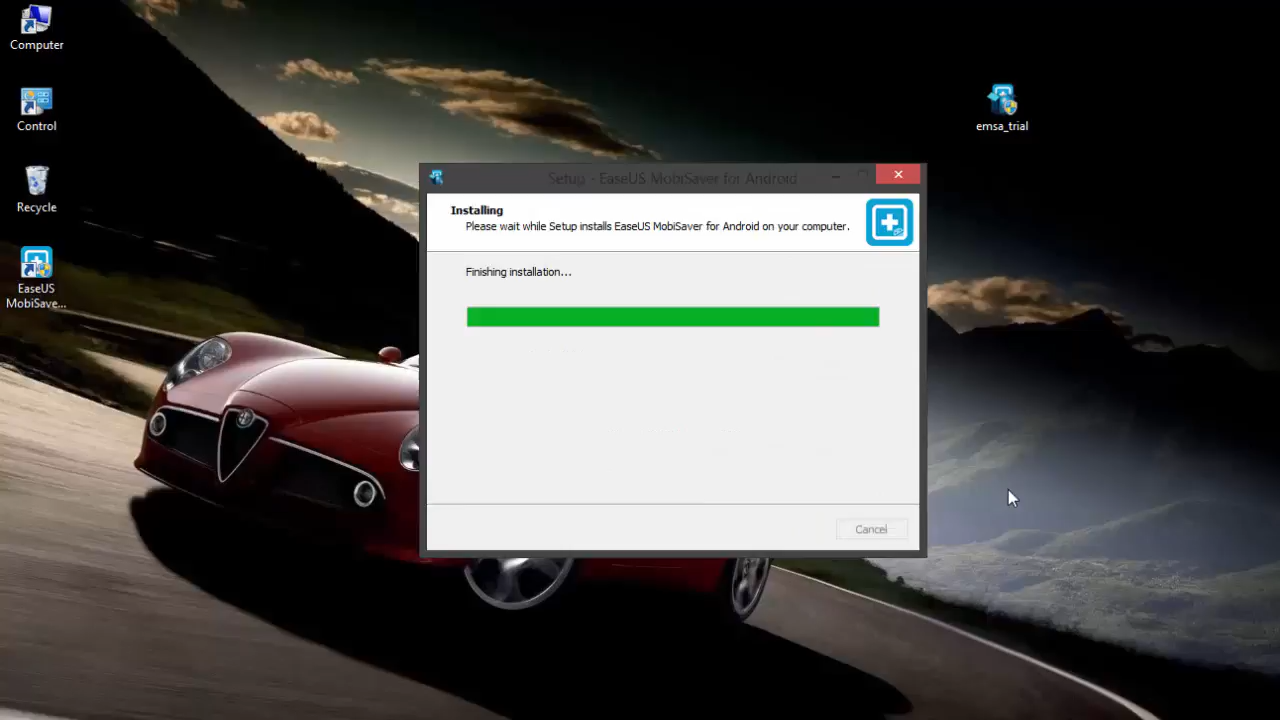 Computer
Control
Recycle
EaseUS
MobiSave...
emsa_trial
Setup - EaseUS MobiSaver for Android
Installing
Please wait while Setup installs EaseUS MobiSaver for Android on your computer.
Finishing installation...
Cancel